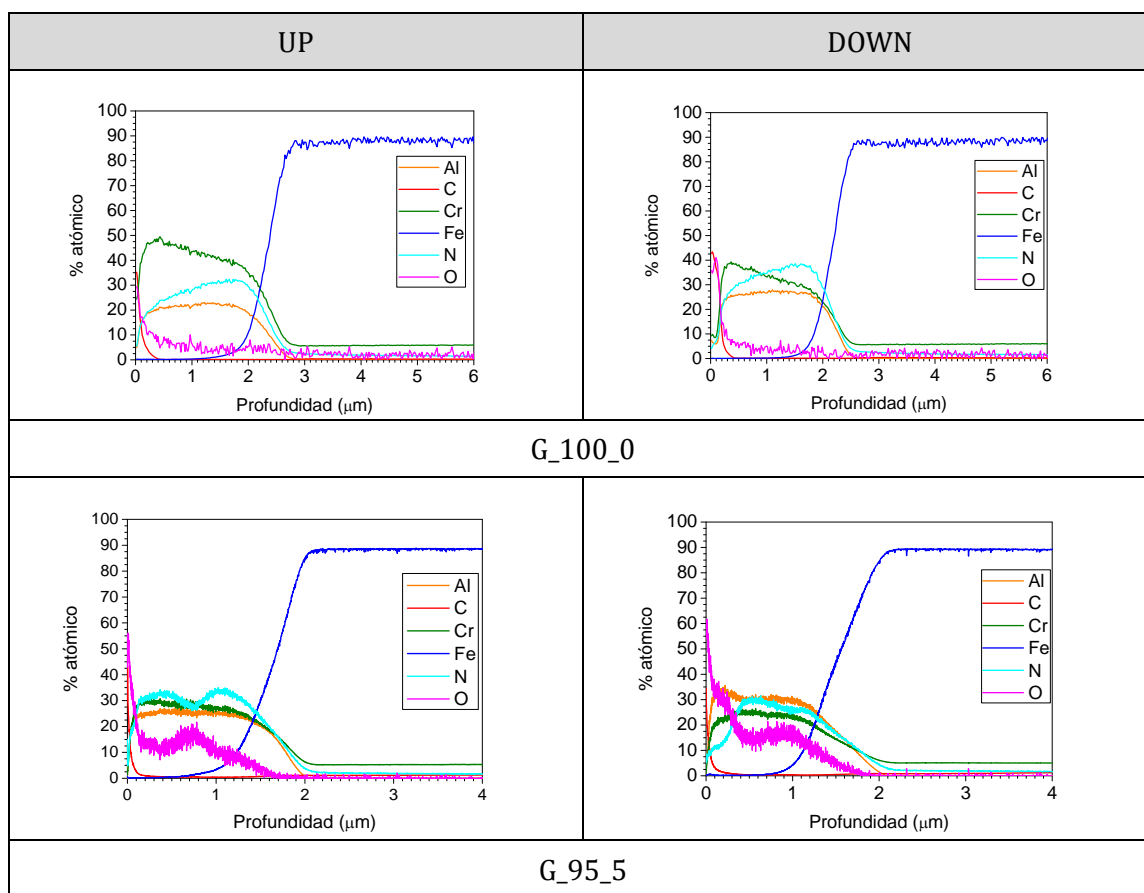 UP
DOWN
100
90
80
70
60
50
40
30
20
10
0
% atómico
Al
C
Cr
Fe
N
O
0 1 2 3 4 5 6
Profundidad (μm)
100
90
80
70
60
50
40
30
20
10
0
% atómico
Al
C
Cr
Fe
N
O
0 1 2 3 4 5 6
Profundidad (μm)
G_100_0
100
90
80
70
60
50
40
30
20
10
0
% atómico
Al
C
Cr
Fe
N
O
0 1 2 3 4
Profundidad (μm)
100
90
80
70
60
50
40
30
20
10
0
% atómico
Al
C
Cr
Fe
N
O
0 1 2 3 4
Profundidad (μm)
G_95_5